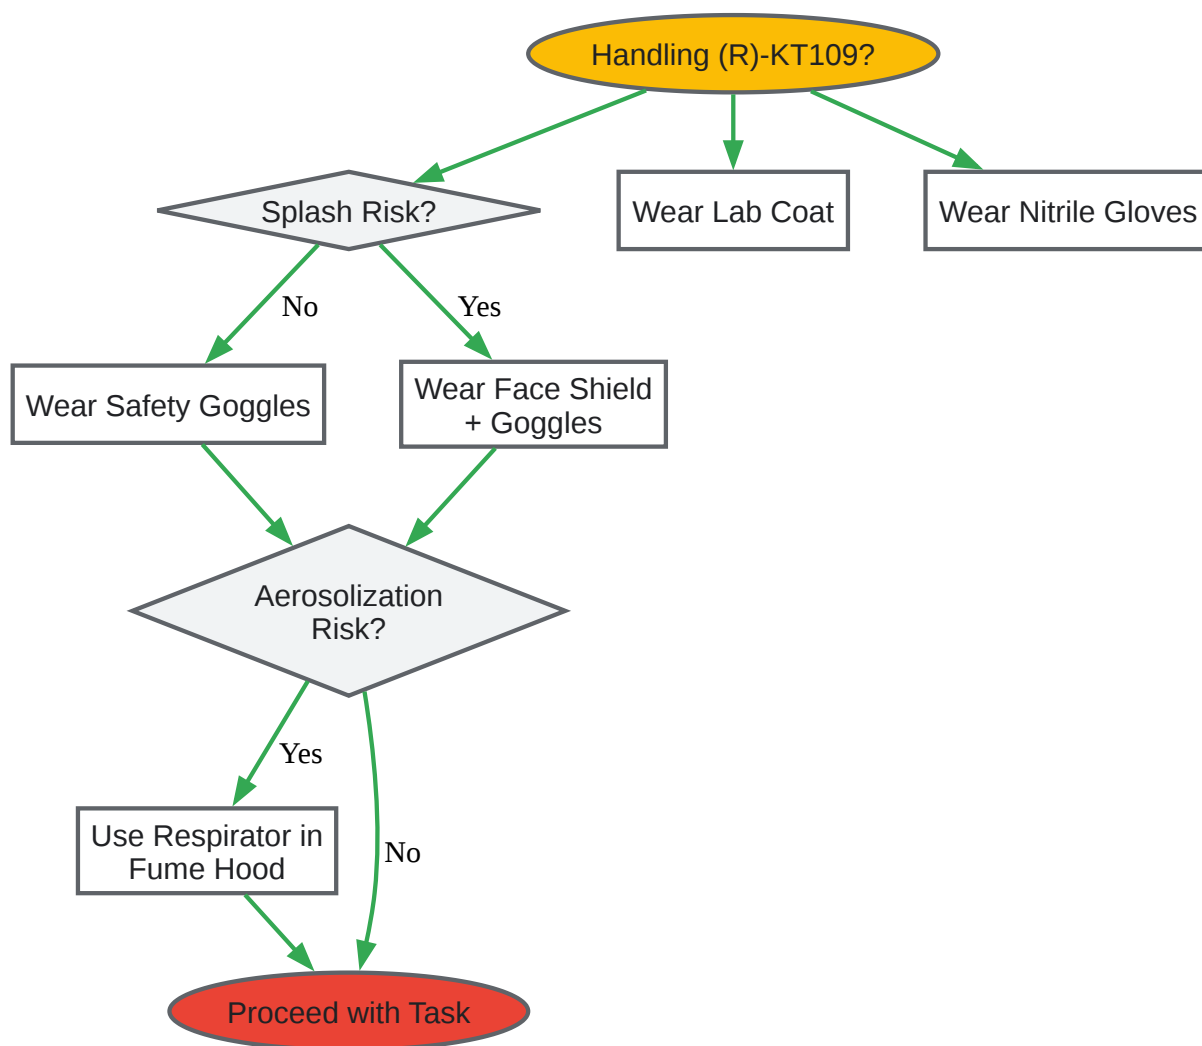 Handling (R)-KT109?
Splash Risk?
Wear Lab Coat
Wear Nitrile Gloves
No
Yes
Wear Safety Goggles
Wear Face Shield
+ Goggles
Aerosolization
Risk?
Yes
Use Respirator in
Fume Hood
No
Proceed with Task